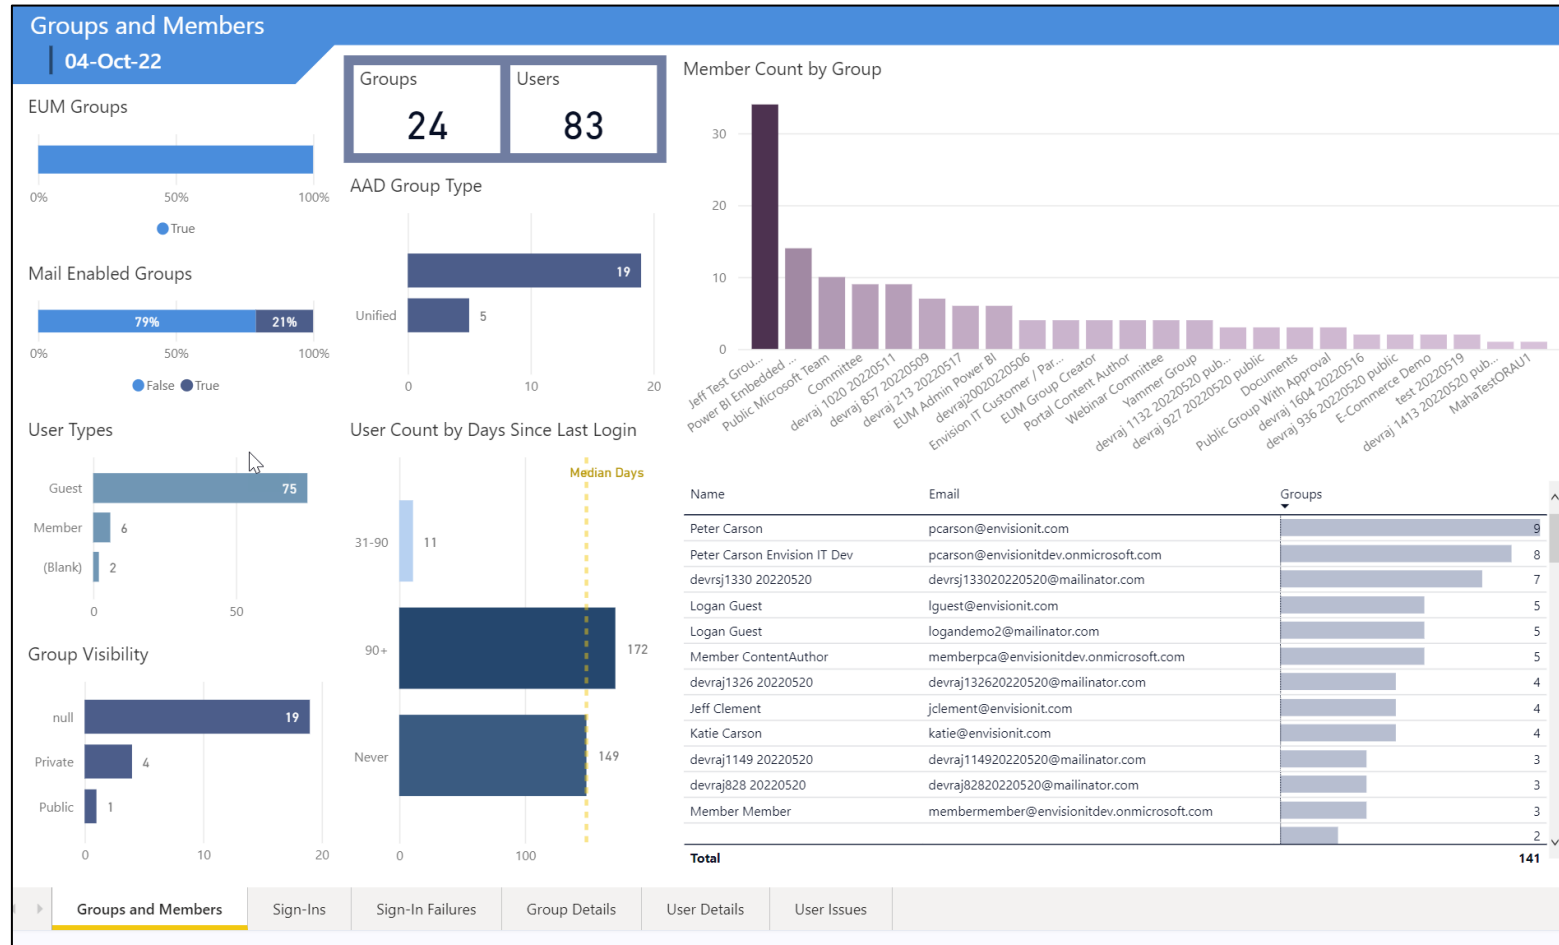 Groups and Members
04-Oct-22
EUM Groups
0% 50% 100%
True
Mail Enabled Groups
79% 21%
0% 50% 100%
False True
User Types
Guest 75
Member 6
(Blank) 2
0 50
Group Visibility
null 19
Private 4
Public 1
0 10 20
Groups
24
Users
83
AAD Group Type
19
Unified 5
0 10 20
User Count by Days Since Last Login
Median Days
31-90 11
90+ 172
Never 149
0 100
Member Count by Group
30
20
10
0
Jeff Test Grou...
Power BI Embedded ...
Public Microsoft Team
Committee
devraj 1020 20220511
devraj 857 20220509
devraj 213 20220517
EUM Admin Power BI
devraj20020220506
Envision IT Customer / Par...
EUM Group Creator
Portal Content Author
Webinar Committee
Yammer Group
devraj 1132 20220520 pub...
devraj 927 20220520 public
Documents
Public Group With Approval
devraj 1604 20220516
devraj 936 20220520 public
E-Commerce Demo
test 20220519
devraj 1413 20220520 pub...
MahaTestORAU1
Name Email Groups
Peter Carson pcarson@envisionit.com 9
Peter Carson Envision IT Dev pcarson@envisionitdev.onmicrosoft.com 8
devrsj1330 20220520 devrsj133020220520@mailinator.com 7
Logan Guest lguest@envisionit.com 5
Logan Guest logandemo2@mailinator.com 5
Member ContentAuthor memberpca@envisionitdev.onmicrosoft.com 5
devraj1326 20220520 devraj132620220520@mailinator.com 4
Jeff Clement jclement@envisionit.com 4
Katie Carson katie@envisionit.com 4
devraj1149 20220520 devraj114920220520@mailinator.com 3
devraj828 20220520 devraj82820220520@mailinator.com 3
Member Member membermember@envisionitdev.onmicrosoft.com 3
2
Total 141
Groups and Members Sign-Ins Sign-In Failures Group Details User Details User Issues